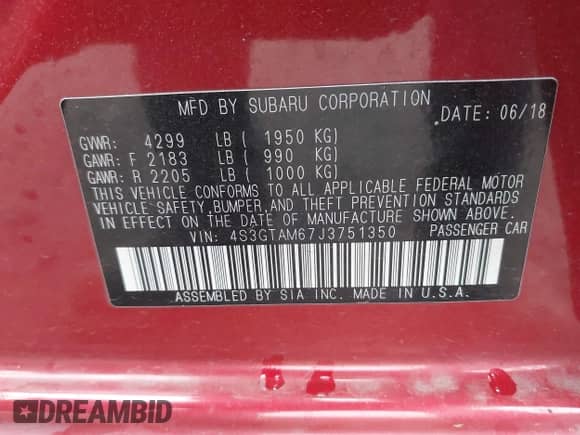 MFD BY SUBARU CORPORATION DATE: 06/18
GVWR: 4299 LB ( 1950 KG)
GAWR: F 2183 LB ( 990 KG)
GAWR: R 2205 LB ( 1000 KG)
THIS VEHICLE CONFORMS TO ALL APPLICABLE FEDERAL MOTOR
VEHICLE SAFETY,BUMPER,AND THEFT PREVENTION STANDARDS
IN EFFECT ON THE DATE OF MANUFACTURE SHOWN ABOVE.
VIN: 4S3GTAM67J3751350 PASSENGER CAR
ASSEMBLED BY SIA INC. MADE IN U.S.A.
DREAMBID